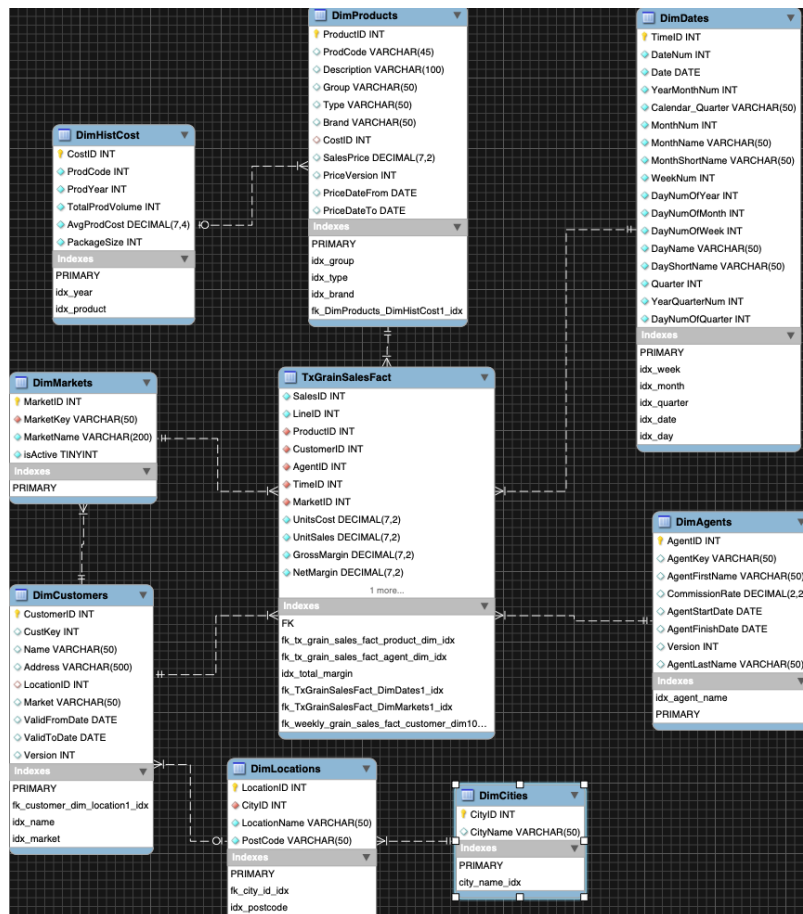 DimProducts
ProductID INT
ProdCode VARCHAR(45)
Description VARCHAR(100)
Group VARCHAR(50)
Type VARCHAR(50)
Brand VARCHAR(50)
CostID INT
SalesPrice DECIMAL(7,2)
PriceVersion INT
PriceDateFrom DATE
PriceDateTo DATE
Indexes
PRIMARY
idx_group
idx_type
idx_brand
fk_DimProducts_DimHistCost1_idx
DimDates
TimeID INT
DateNum INT
Date DATE
YearMonthNum INT
Calendar_Quarter VARCHAR(50)
MonthNum INT
MonthName VARCHAR(50)
MonthShortName VARCHAR(50)
WeekNum INT
DayNumOfYear INT
DayNumOfMonth INT
DayNumOfWeek INT
DayName VARCHAR(50)
DayShortName VARCHAR(50)
Quarter INT
YearQuarterNum INT
DayNumOfQuarter INT
Indexes
PRIMARY
idx_week
idx_month
idx_quarter
idx_date
idx_day
DimHistCost
CostID INT
ProdCode INT
ProdYear INT
TotalProdVolume INT
AvgProdCost DECIMAL(7,4)
PackageSize INT
Indexes
PRIMARY
idx_year
idx_product
DimMarkets
MarketID INT
MarketKey VARCHAR(50)
MarketName VARCHAR(200)
isActive TINYINT
Indexes
PRIMARY
TxGrainSalesFact
SalesID INT
LineID INT
ProductID INT
CustomerID INT
AgentID INT
TimeID INT
MarketID INT
UnitsCost DECIMAL(7,2)
UnitSales DECIMAL(7,2)
GrossMargin DECIMAL(7,2)
NetMargin DECIMAL(7,2)
1 more...
Indexes
FK
fk_tx_grain_sales_fact_product_dim_idx
fk_tx_grain_sales_fact_agent_dim_idx
idx_total_margin
fk_TxGrainSalesFact_DimDates1_idx
fk_TxGrainSalesFact_DimMarkets1_idx
fk_weekly_grain_sales_fact_customer_dim10...
DimAgents
AgentID INT
AgentKey VARCHAR(50)
AgentFirstName VARCHAR(50)
CommissionRate DECIMAL(2,2
AgentStartDate DATE
AgentFinishDate DATE
Version INT
AgentLastName VARCHAR(50)
Indexes
idx_agent_name
PRIMARY
DimCustomers
CustomerID INT
CustKey INT
Name VARCHAR(50)
Address VARCHAR(500)
LocationID INT
Market VARCHAR(50)
ValidFromDate DATE
ValidToDate DATE
Version INT
Indexes
PRIMARY
fk_customer_dim_location1_idx
idx_name
idx_market
DimLocations
LocationID INT
CityID INT
LocationName VARCHAR(50)
PostCode VARCHAR(50)
Indexes
PRIMARY
fk_city_id_idx
idx_postcode
DimCities
CityID INT
CityName VARCHAR(50)
Indexes
PRIMARY
city_name_idx